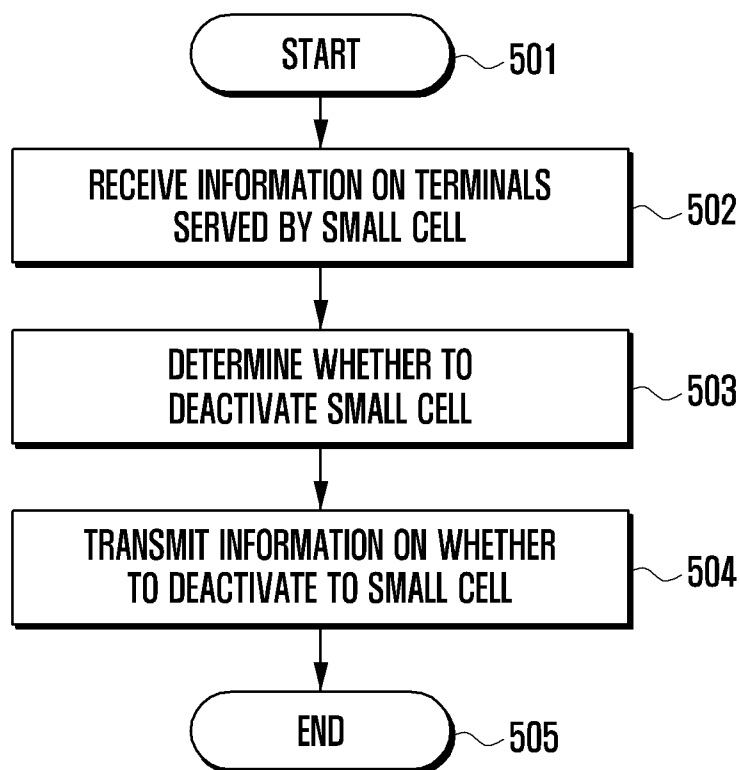 START
501
RECEIVE INFORMATION ON TERMINALS
SERVED BY SMALL CELL
502
DETERMINE WHETHER TO
DEACTIVATE SMALL CELL
503
TRANSMIT INFORMATION ON WHETHER
TO DEACTIVATE TO SMALL CELL
504
END
505